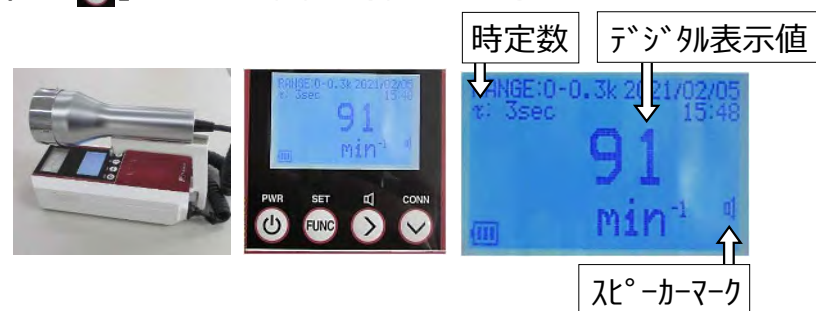 時定数
ﾃﾞｼﾞﾀﾙ表示値
RANGE:0-0.3k 2021/02/05
τ: 3sec 15:48
91
min⁻¹
PWR SET CONN
FUNC
RANGE:0-0.3k 2021/02/05
τ: 3sec 15:48
91
min⁻¹
ｽﾋﾟｰｶｰﾏｰｸ